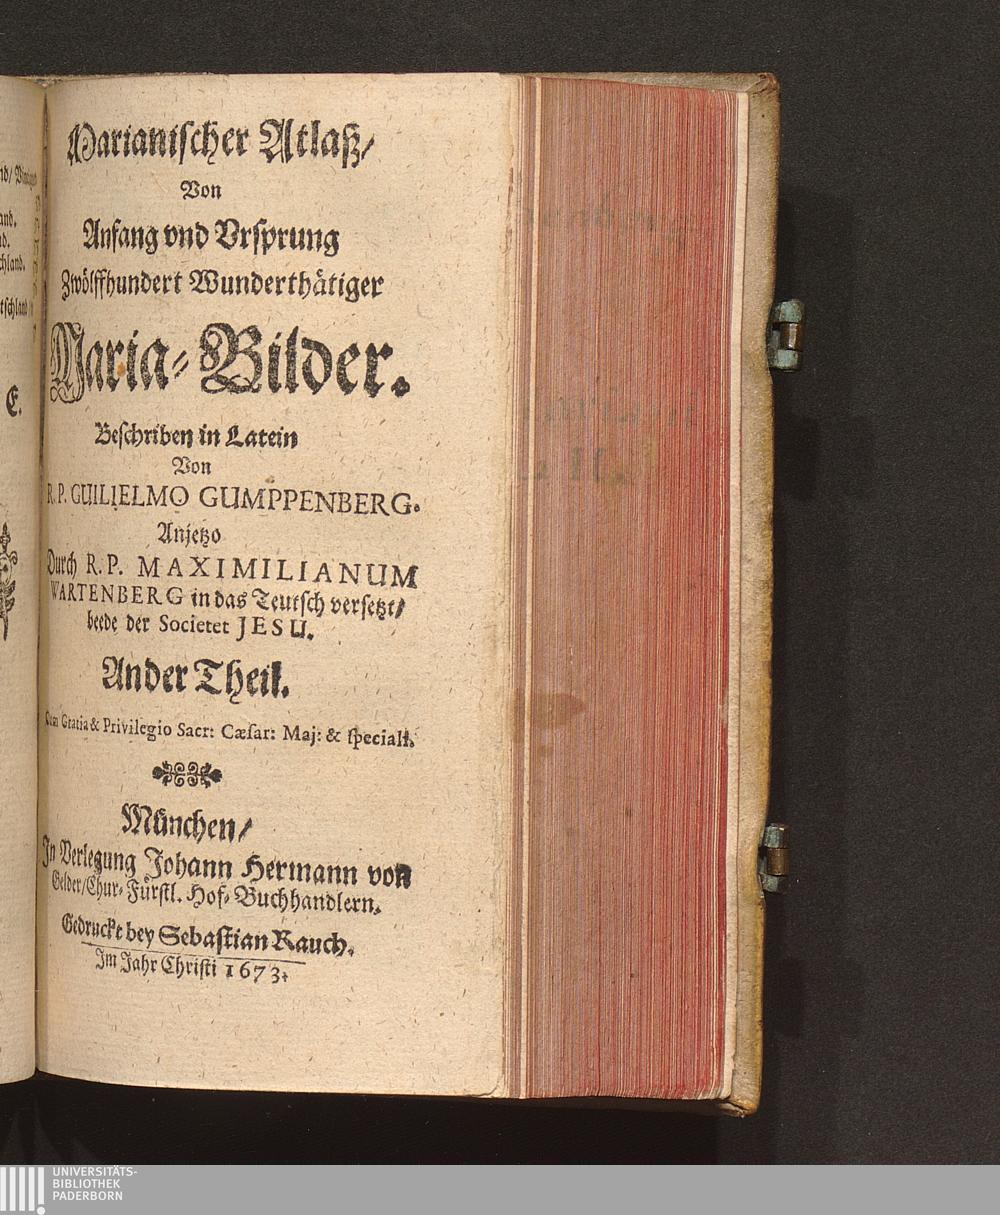 Marianischer Atlaß/
Von
Anfang vnd Vrsprung
Zwölffhundert Wunderthätiger
Maria-Bilder.
Beschriben in Latein
Von
R.P. GUILIELMO GUMPPENBERG.
Anjetzo
Durch R.P. MAXIMILIANUM
WARTENBERG in das Teutsch versetzt/
beede der Societet JESU.
Ander Theil.
Cum Gratia & Privilegio Sacr: Cæsar: Maj: & speciali.
München/
In Verlegung Johann Hermann von
Gelder/Chur-Fürstl. Hof-Buchhandlern.
Gedruckt bey Sebastian Rauch.
Im Jahr Christi 1673.
UNIVERSITÄTS-
BIBLIOTHEK
PADERBORN